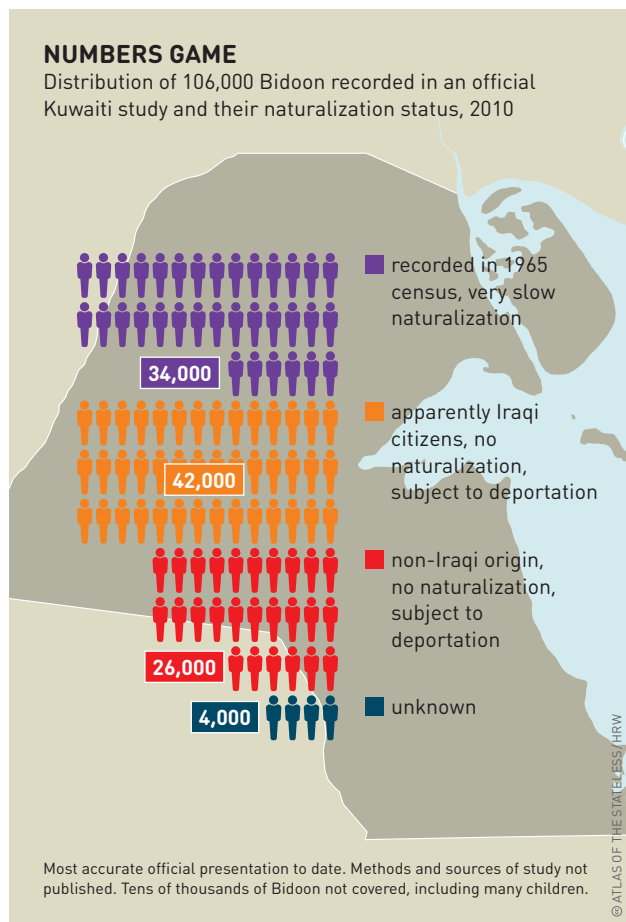 NUMBERS GAME
Distribution of 106,000 Bidoon recorded in an official
Kuwaiti study and their naturalization status, 2010
recorded in 1965
census, very slow
naturalization
34,000
apparently Iraqi
citizens, no
naturalization,
subject to deportation
42,000
non-Iraqi origin,
no naturalization,
subject to
deportation
26,000
4,000
unknown
Most accurate official presentation to date. Methods and sources of study not
published. Tens of thousands of Bidoon not covered, including many children.
ATLAS OF THE STATELESS/HRW